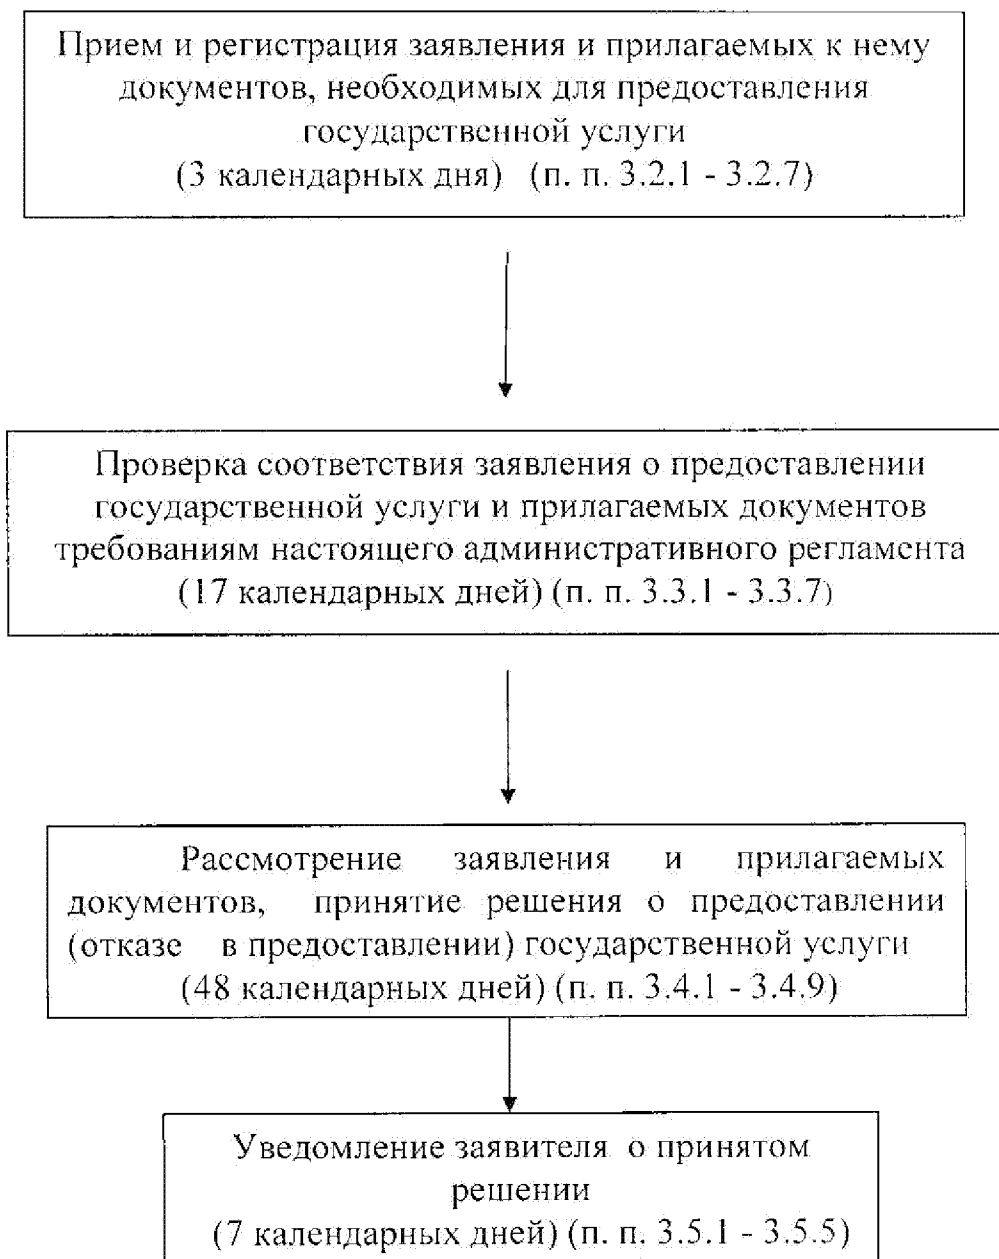 Прием и регистрация заявления и прилагаемых к нему
документов, необходимых для предоставления
государственной услуги
(3 календарных дня) (п. п. 3.2.1 - 3.2.7)
Проверка соответствия заявления о предоставлении
государственной услуги и прилагаемых документов
требованиям настоящего административного регламента
(17 календарных дней) (п. п. 3.3.1 - 3.3.7)
Рассмотрение заявления и прилагаемых
документов, принятие решения о предоставлении
(отказе в предоставлении) государственной услуги
(48 календарных дней) (п. п. 3.4.1 - 3.4.9)
Уведомление заявителя о принятом
решении
(7 календарных дней) (п. п. 3.5.1 - 3.5.5)